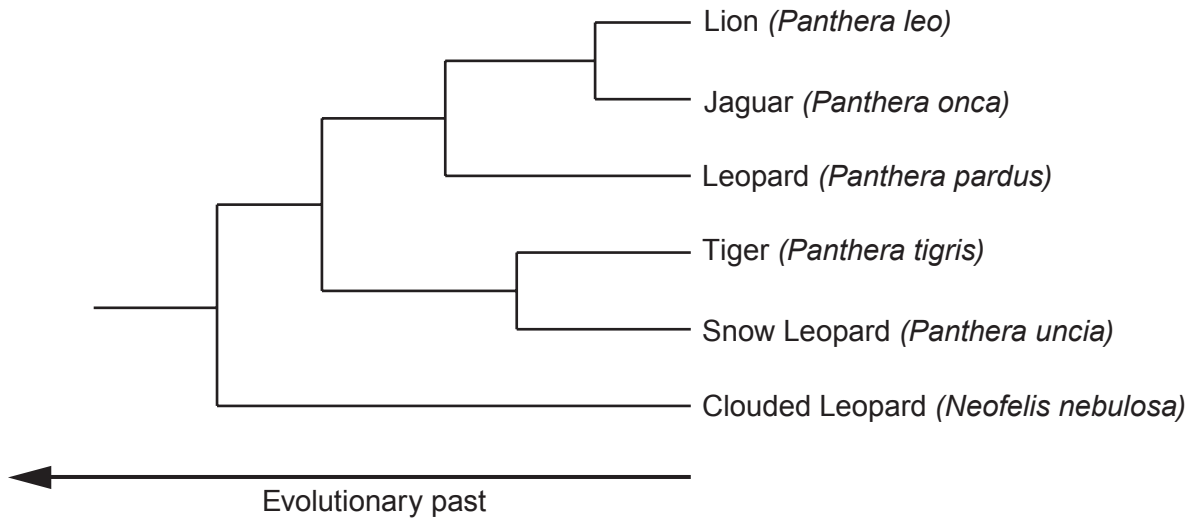 Lion (Panthera leo)
Jaguar (Panthera onca)
Leopard (Panthera pardus)
Tiger (Panthera tigris)
Snow Leopard (Panthera uncia)
Clouded Leopard (Neofelis nebulosa)
Evolutionary past